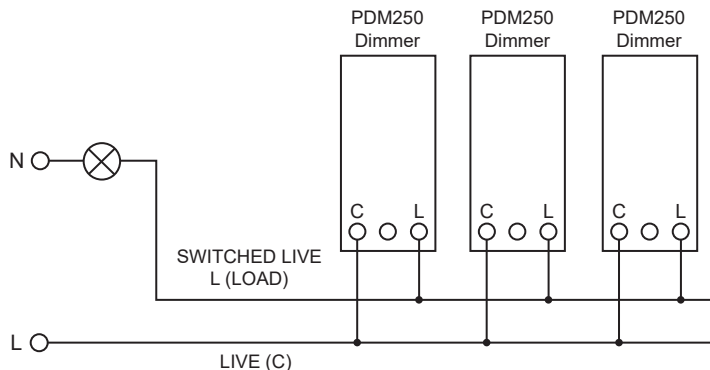 PDM250
Dimmer
PDM250
Dimmer
PDM250
Dimmer
N
C L
C L
C L
SWITCHED LIVE
L (LOAD)
L
LIVE (C)